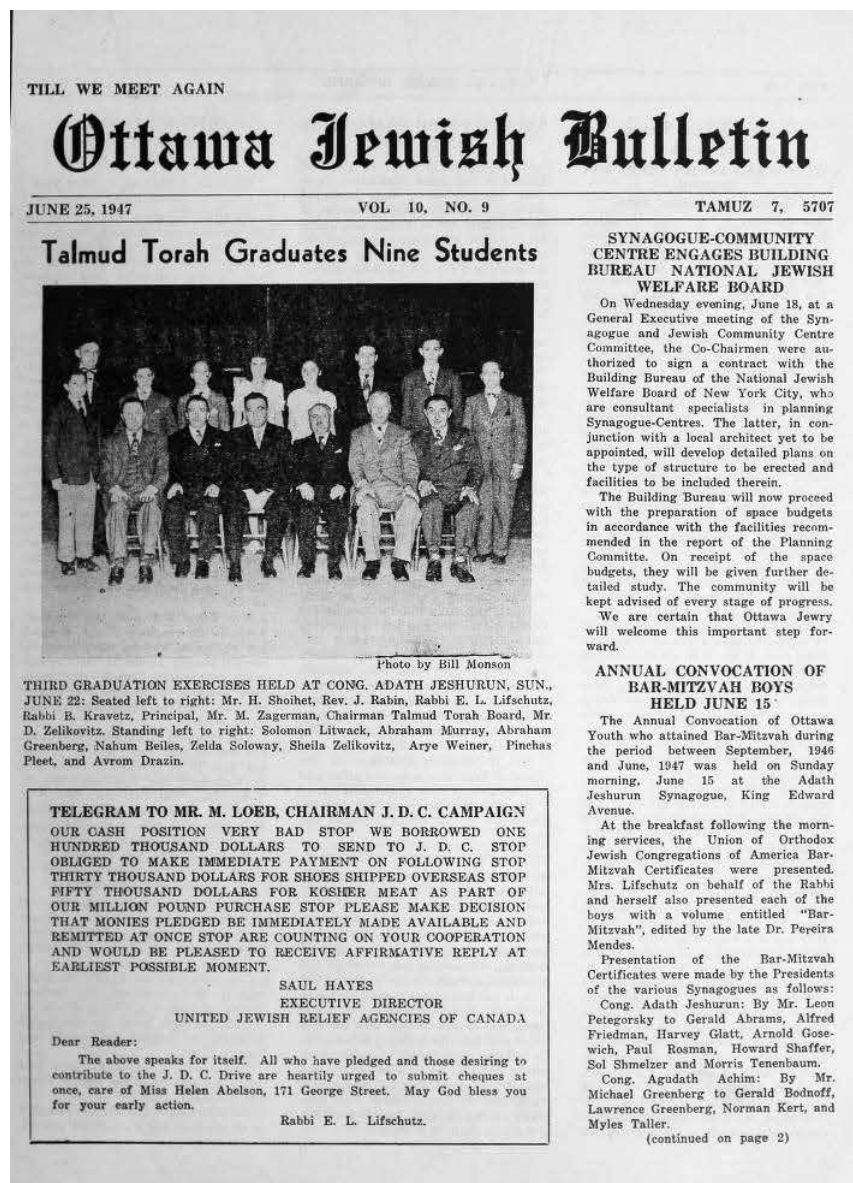 TILL WE MEET AGAIN
Ottawa Jewish Bulletin
JUNE 25, 1947 VOL 10, NO. 9 TAMUZ 7, 5707
Talmud Torah Graduates Nine Students
Photo by Bill Monson
THIRD GRADUATION EXERCISES HELD AT CONG. ADATH JESHURUN, SUN.,
JUNE 22: Seated left to right: Mr. H. Shoihet, Rev. J. Rabin, Rabbi E. L. Lifschutz,
Rabbi B. Kravetz, Principal, Mr. M. Zagerman, Chairman Talmud Torah Board, Mr.
D. Zelikovitz. Standing left to right: Solomon Litwack, Abraham Murray, Abraham
Greenberg, Nahum Beiles, Zelda Soloway, Sheila Zelikovitz, Arye Weiner, Pinchas
Pleet, and Avrom Drazin.
TELEGRAM TO MR. M. LOEB, CHAIRMAN J. D. C. CAMPAIGN
OUR CASH POSITION VERY BAD STOP WE BORROWED ONE
HUNDRED THOUSAND DOLLARS TO SEND TO J. D. C. STOP
OBLIGED TO MAKE IMMEDIATE PAYMENT ON FOLLOWING STOP
THIRTY THOUSAND DOLLARS FOR SHOES SHIPPED OVERSEAS STOP
FIFTY THOUSAND DOLLARS FOR KOSHER MEAT AS PART OF
OUR MILLION POUND PURCHASE STOP PLEASE MAKE DECISION
THAT MONIES PLEDGED BE IMMEDIATELY MADE AVAILABLE AND
REMITTED AT ONCE STOP ARE COUNTING ON YOUR COOPERATION
AND WOULD BE PLEASED TO RECEIVE AFFIRMATIVE REPLY AT
EARLIEST POSSIBLE MOMENT.
SAUL HAYES
EXECUTIVE DIRECTOR
UNITED JEWISH RELIEF AGENCIES OF CANADA
Dear Reader:
The above speaks for itself. All who have pledged and those desiring to
contribute to the J. D. C. Drive are heartily urged to submit cheques at
once, care of Miss Helen Abelson, 171 George Street. May God bless you
for your early action.
Rabbi E. L. Lifschutz.
SYNAGOGUE-COMMUNITY
CENTRE ENGAGES BUILDING
BUREAU NATIONAL JEWISH
WELFARE BOARD
On Wednesday evening, June 18, at a
General Executive meeting of the Syn-
agogue and Jewish Community Centre
Committee, the Co-Chairmen were au-
thorized to sign a contract with the
Building Bureau of the National Jewish
Welfare Board of New York City, who
are consultant specialists in planning
Synagogue-Centres. The latter, in con-
junction with a local architect yet to be
appointed, will develop detailed plans on
the type of structure to be erected and
facilities to be included therein.
The Building Bureau will now proceed
with the preparation of space budgets
in accordance with the facilities recom-
mended in the report of the Planning
Committe. On receipt of the space
budgets, they will be given further de-
tailed study. The community will be
kept advised of every stage of progress.
We are certain that Ottawa Jewry
will welcome this important step for-
ward.
ANNUAL CONVOCATION OF
BAR-MITZVAH BOYS
HELD JUNE 15
The Annual Convocation of Ottawa
Youth who attained Bar-Mitzvah during
the period between September, 1946
and June, 1947 was held on Sunday
morning, June 15 at the Adath
Jeshurun Synagogue, King Edward
Avenue.
At the breakfast following the morn-
ing services, the Union of Orthodox
Jewish Congregations of America Bar-
Mitzvah Certificates were presented.
Mrs. Lifschutz on behalf of the Rabbi
and herself also presented each of the
boys with a volume entitled "Bar-
Mitzvah", edited by the late Dr. Pereira
Mendes.
Presentation of the Bar-Mitzvah
Certificates were made by the Presidents
of the various Synagogues as follows:
Cong. Adath Jeshurun: By Mr. Leon
Petegorsky to Gerald Abrams, Alfred
Friedman, Harvey Glatt, Arnold Gose-
wich, Paul Rosman, Howard Shaffer,
Sol Shmelzer and Morris Tenenbaum.
Cong. Agudath Achim: By Mr.
Michael Greenberg to Gerald Bodnoff,
Lawrence Greenberg, Norman Kert, and
Myles Taller.
(continued on page 2)